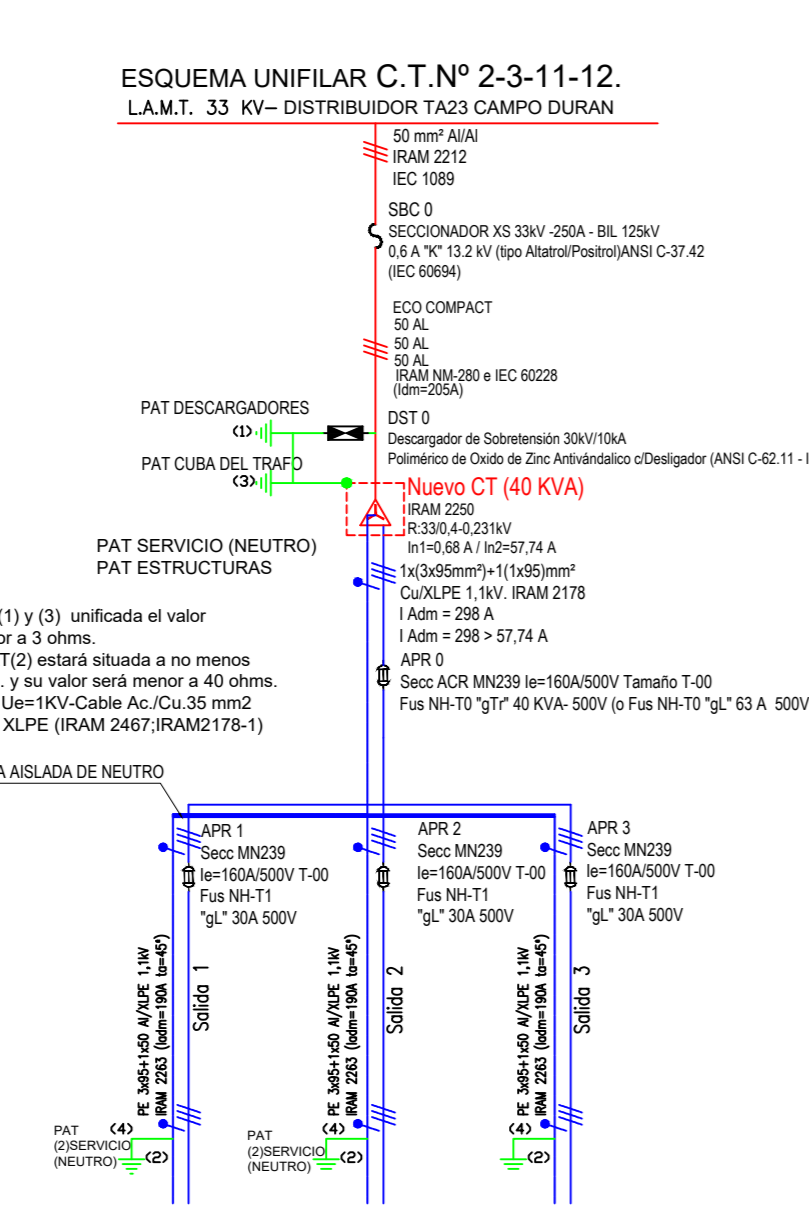 ESQUEMA UNIFILAR C.T.Nº 2-3-11-12.
L.A.M.T. 33 KV– DISTRIBUIDOR TA23 CAMPO DURAN
50 mm² Al/Al
IRAM 2212
IEC 1089
SBC 0
SECCIONADOR XS 33kV -250A - BIL 125kV
0,6 A "K" 13.2 kV (tipo Altatrol/Positrol)ANSI C-37.42
(IEC 60694)
ECO COMPACT
50 AL
50 AL
50 AL
IRAM NM-280 e IEC 60228
(Idm=205A)
PAT DESCARGADORES
(1)
DST 0
Descargador de Sobretensión 30kV/10kA
Polimérico de Oxido de Zinc Antivándalico c/Desligador (ANSI C-62.11 - I
PAT CUBA DEL TRAFO
(3)
Nuevo CT (40 KVA)
IRAM 2250
R:33/0,4-0,231kV
In1=0,68 A / In2=57,74 A
PAT SERVICIO (NEUTRO)
PAT ESTRUCTURAS
1x(3x95mm²)+1(1x95)mm²
Cu/XLPE 1,1kV. IRAM 2178
I Adm = 298 A
I Adm = 298 > 57,74 A
(1) y (3) unificada el valor
or a 3 ohms.
T(2) estará situada a no menos
. y su valor será menor a 40 ohms.
Ue=1KV-Cable Ac./Cu.35 mm2
XLPE (IRAM 2467;IRAM2178-1)
APR 0
Secc ACR MN239 Ie=160A/500V Tamaño T-00
Fus NH-T0 "gTr" 40 KVA- 500V (o Fus NH-T0 "gL" 63 A 500V
A AISLADA DE NEUTRO
APR 1
Secc MN239
Ie=160A/500V T-00
Fus NH-T1
"gL" 30A 500V
APR 2
Secc MN239
Ie=160A/500V T-00
Fus NH-T1
"gL" 30A 500V
APR 3
Secc MN239
Ie=160A/500V T-00
Fus NH-T1
"gL" 30A 500V
PE 3x95+1x50 Al/XLPE 1,1kV
IRAM 2263 (Iadm=190A ta=45°)
Salida 1
PE 3x95+1x50 Al/XLPE 1,1kV
IRAM 2263 (Iadm=190A ta=45°)
Salida 2
PE 3x95+1x50 Al/XLPE 1,1kV
IRAM 2263 (Iadm=190A ta=45°)
Salida 3
PAT
(2)SERVICIO
(NEUTRO)
(4)
(2)
PAT
(2)SERVICIO
(NEUTRO)
(4)
(2)
(4)
(2)